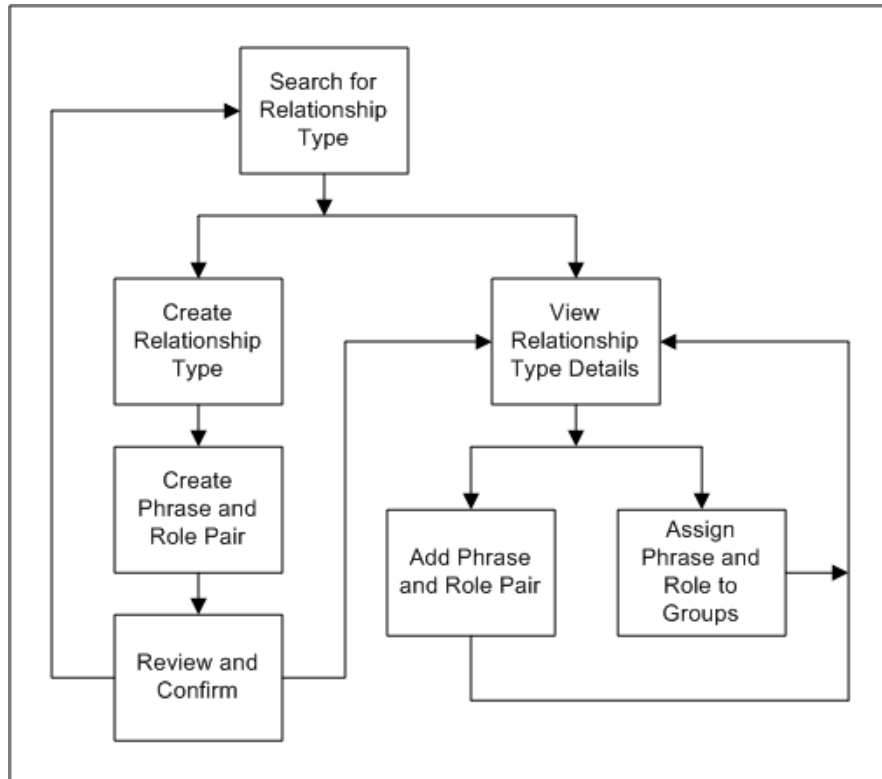 Search for
Relationship
Type
Create
Relationship
Type
View
Relationship
Type Details
Create
Phrase and
Role Pair
Add Phrase
and Role Pair
Assign
Phrase and
Role to
Groups
Review and
Confirm